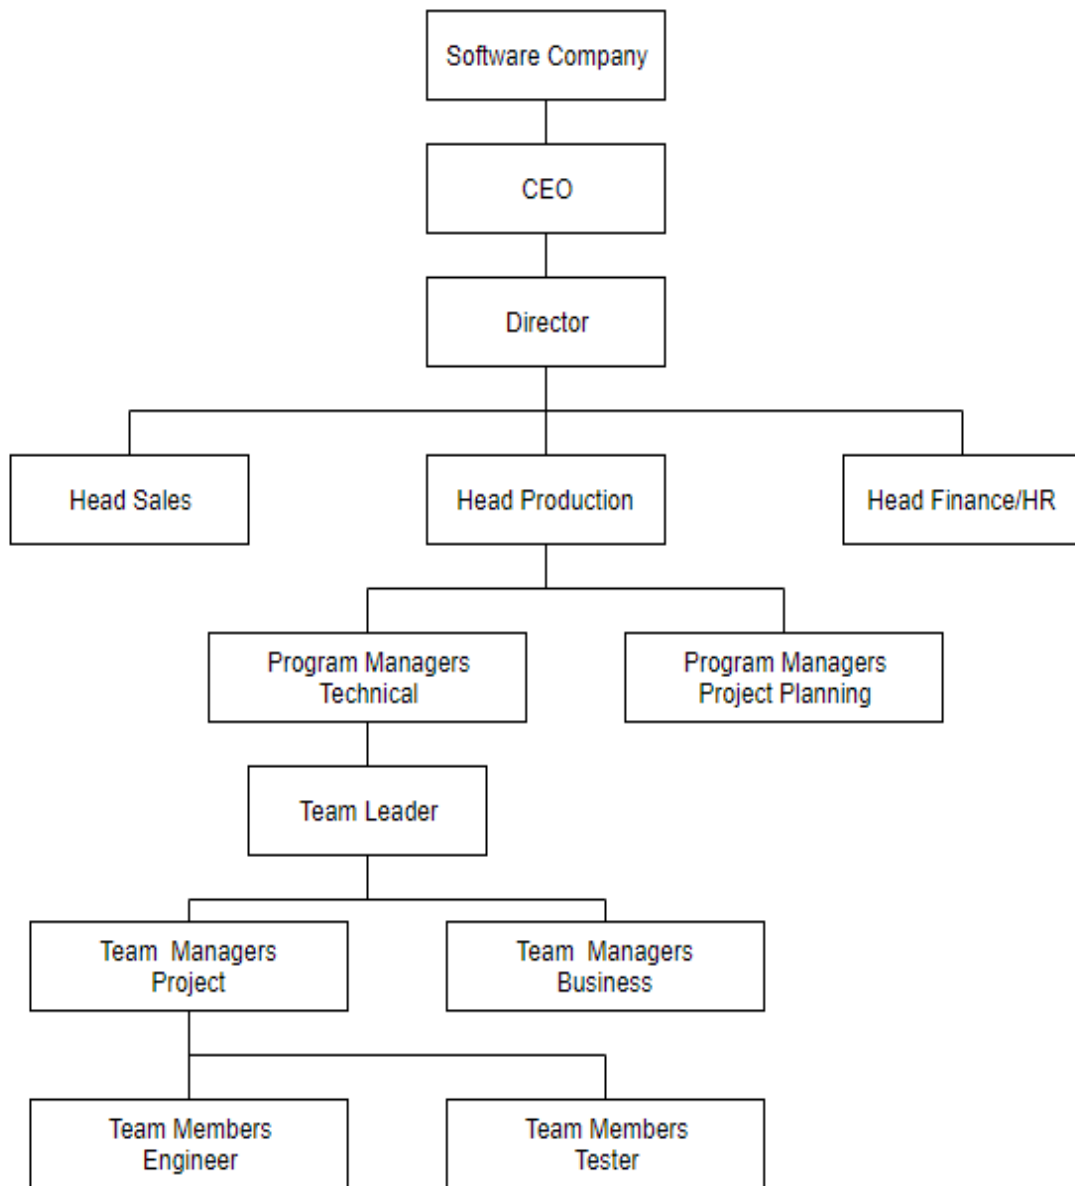 Software Company
CEO
Director
Head Sales
Head Production
Head Finance/HR
Program Managers
Technical
Program Managers
Project Planning
Team Leader
Team  Managers
Project
Team  Managers
Business
Team Members
Engineer
Team Members
Tester